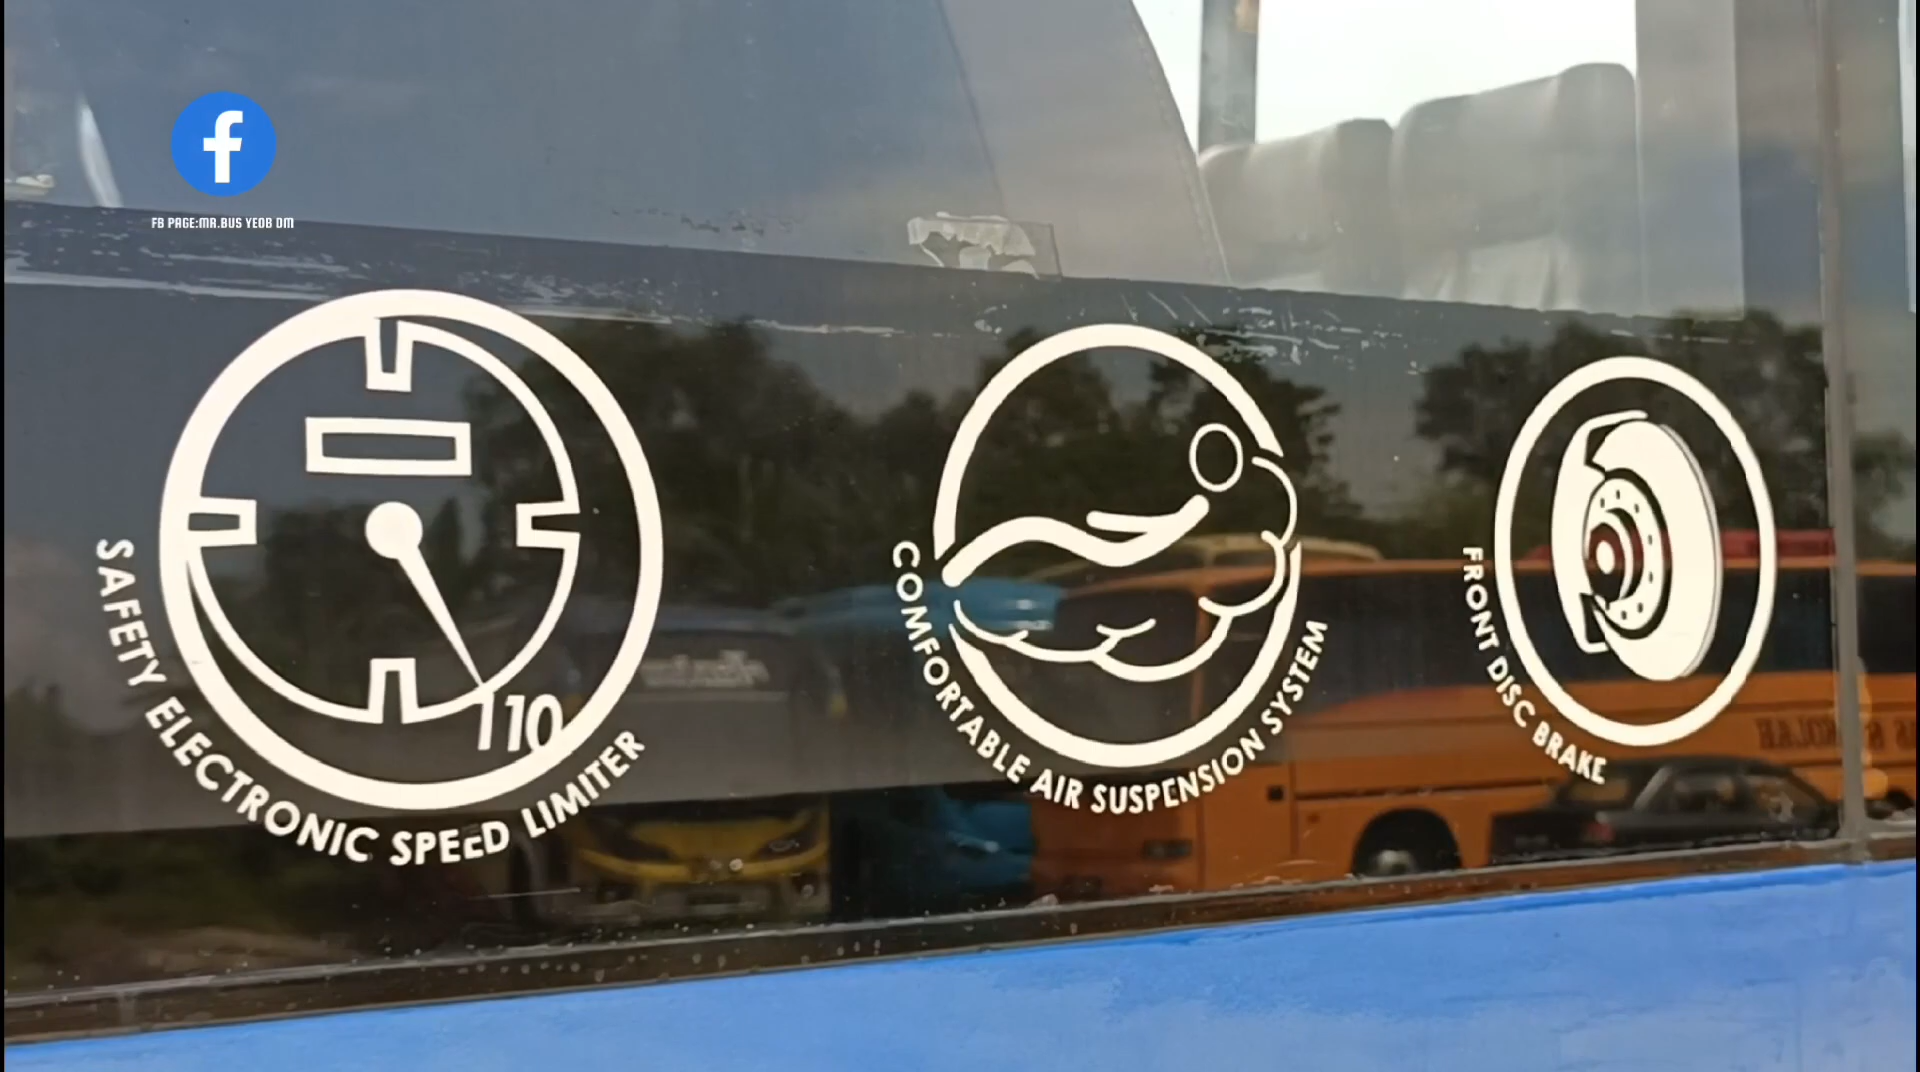 f
FB PAGE:MR.BUS YEOB DM
SAFETY ELECTRONIC SPEED LIMITER
110
COMFORTABLE AIR SUSPENSION SYSTEM
FRONT DISC BRAKE